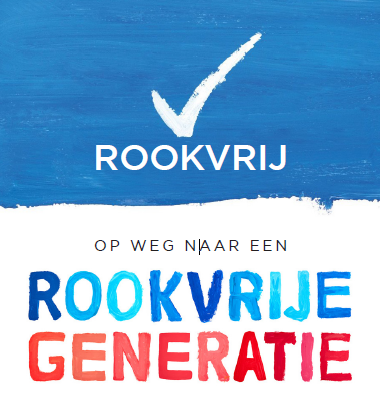 ROOKVRIJ
OP WEG NAAR EEN
ROOKVRIJE
GENERATIE